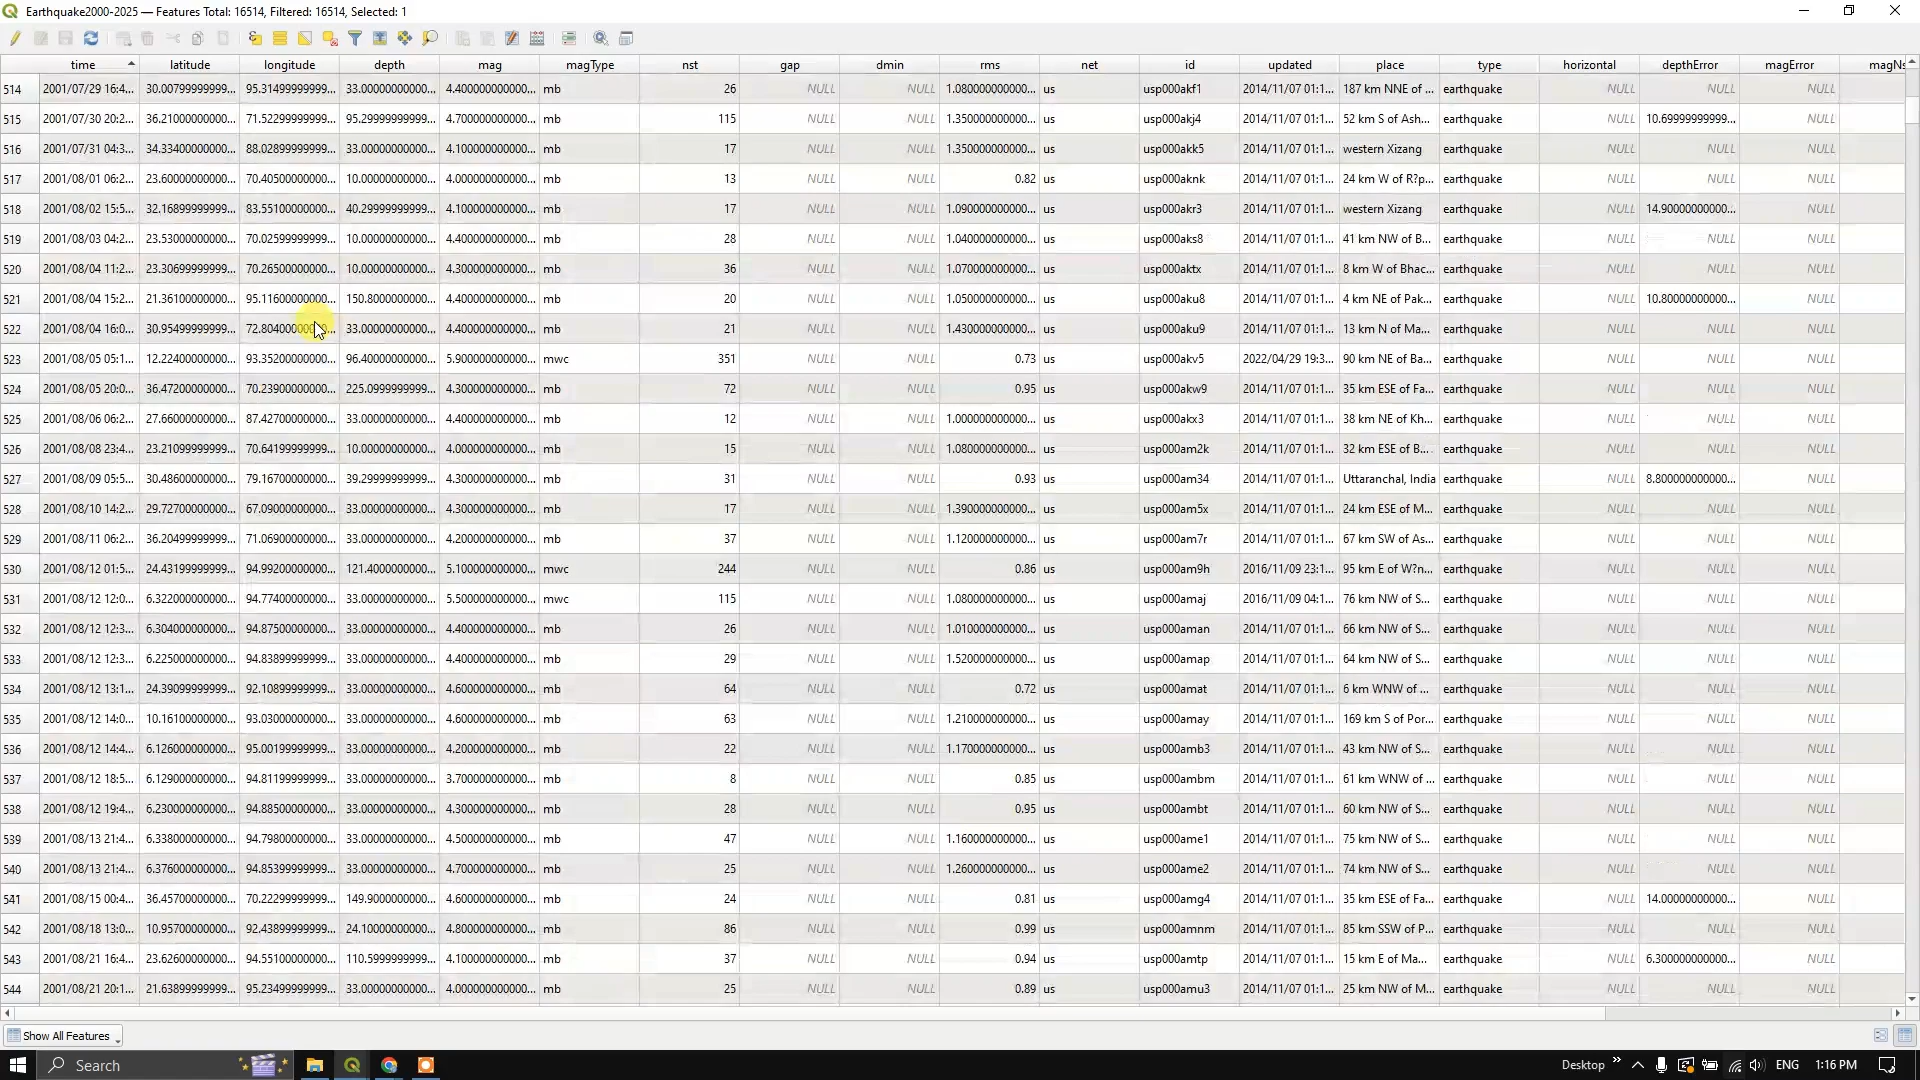 Earthquake2000-2025 — Features Total: 16514, Filtered: 16514, Selected: 1
time latitude longitude depth mag magType nst gap dmin rms net id updated place type horizontal depthError magError magNs
514 2001/07/29 16:4... 30.00799999999... 95.31499999999... 33.00000000000... 4.400000000000... mb 26 NULL NULL 1.080000000000... us usp000akf1 2014/11/07 01:1... 187 km NNE of ... earthquake NULL NULL NULL
515 2001/07/30 20:2... 36.21000000000... 71.52299999999... 95.29999999999... 4.700000000000... mb 115 NULL NULL 1.350000000000... us usp000akj4 2014/11/07 01:1... 52 km S of Ash... earthquake NULL 10.69999999999... NULL
516 2001/07/31 04:3... 34.33400000000... 88.02899999999... 33.00000000000... 4.100000000000... mb 17 NULL NULL 1.350000000000... us usp000akk5 2014/11/07 01:1... western Xizang earthquake NULL NULL NULL
517 2001/08/01 06:2... 23.60000000000... 70.40500000000... 10.00000000000... 4.000000000000... mb 13 NULL NULL 0.82 us usp000aknk 2014/11/07 01:1... 24 km W of R?p... earthquake NULL NULL NULL
518 2001/08/02 15:5... 32.16899999999... 83.55100000000... 40.29999999999... 4.100000000000... mb 17 NULL NULL 1.090000000000... us usp000akr3 2014/11/07 01:1... western Xizang earthquake NULL 14.90000000000... NULL
519 2001/08/03 04:2... 23.53000000000... 70.02599999999... 10.00000000000... 4.400000000000... mb 28 NULL NULL 1.040000000000... us usp000aks8 2014/11/07 01:1... 41 km NW of B... earthquake NULL NULL NULL
520 2001/08/04 11:2... 23.30699999999... 70.26500000000... 10.00000000000... 4.300000000000... mb 36 NULL NULL 1.070000000000... us usp000aktx 2014/11/07 01:1... 8 km W of Bhac... earthquake NULL NULL NULL
521 2001/08/04 15:2... 21.36100000000... 95.11600000000... 150.8000000000... 4.400000000000... mb 20 NULL NULL 1.050000000000... us usp000aku8 2014/11/07 01:1... 4 km NE of Pak... earthquake NULL 10.80000000000... NULL
522 2001/08/04 16:0... 30.95499999999... 72.80400000000... 33.00000000000... 4.400000000000... mb 21 NULL NULL 1.430000000000... us usp000aku9 2014/11/07 01:1... 13 km N of Ma... earthquake NULL NULL NULL
523 2001/08/05 05:1... 12.22400000000... 93.35200000000... 96.40000000000... 5.900000000000... mwc 351 NULL NULL 0.73 us usp000akv5 2022/04/29 19:3... 90 km NE of Ba... earthquake NULL NULL NULL
524 2001/08/05 20:0... 36.47200000000... 70.23900000000... 225.0999999999... 4.300000000000... mb 72 NULL NULL 0.95 us usp000akw9 2014/11/07 01:1... 35 km ESE of Fa... earthquake NULL NULL NULL
525 2001/08/06 06:2... 27.66000000000... 87.42700000000... 33.00000000000... 4.400000000000... mb 12 NULL NULL 1.000000000000... us usp000akx3 2014/11/07 01:1... 38 km NE of Kh... earthquake NULL NULL NULL
526 2001/08/08 23:4... 23.21099999999... 70.64199999999... 10.00000000000... 4.000000000000... mb 15 NULL NULL 1.080000000000... us usp000am2k 2014/11/07 01:1... 32 km ESE of B... earthquake NULL NULL NULL
527 2001/08/09 05:5... 30.48600000000... 79.16700000000... 39.29999999999... 4.300000000000... mb 31 NULL NULL 0.93 us usp000am34 2014/11/07 01:1... Uttaranchal, India earthquake NULL 8.800000000000... NULL
528 2001/08/10 14:2... 29.72700000000... 67.09000000000... 33.00000000000... 4.300000000000... mb 17 NULL NULL 1.390000000000... us usp000am5x 2014/11/07 01:1... 24 km ESE of M... earthquake NULL NULL NULL
529 2001/08/11 06:2... 36.20499999999... 71.06900000000... 33.00000000000... 4.200000000000... mb 37 NULL NULL 1.120000000000... us usp000am7r 2014/11/07 01:1... 67 km SW of As... earthquake NULL NULL NULL
530 2001/08/12 01:5... 24.43199999999... 94.99200000000... 121.4000000000... 5.100000000000... mwc 244 NULL NULL 0.86 us usp000am9h 2016/11/09 23:1... 95 km E of W?n... earthquake NULL NULL NULL
531 2001/08/12 12:0... 6.322000000000... 94.77400000000... 33.00000000000... 5.500000000000... mwc 115 NULL NULL 1.080000000000... us usp000amaj 2016/11/09 04:1... 76 km NW of S... earthquake NULL NULL NULL
532 2001/08/12 12:3... 6.304000000000... 94.87500000000... 33.00000000000... 4.400000000000... mb 26 NULL NULL 1.010000000000... us usp000aman 2014/11/07 01:1... 66 km NW of S... earthquake NULL NULL NULL
533 2001/08/12 12:3... 6.225000000000... 94.83899999999... 33.00000000000... 4.400000000000... mb 29 NULL NULL 1.520000000000... us usp000amap 2014/11/07 01:1... 64 km NW of S... earthquake NULL NULL NULL
534 2001/08/12 13:1... 24.39099999999... 92.10899999999... 33.00000000000... 4.600000000000... mb 64 NULL NULL 0.72 us usp000amat 2014/11/07 01:1... 6 km WNW of ... earthquake NULL NULL NULL
535 2001/08/12 14:0... 10.16100000000... 93.03000000000... 33.00000000000... 4.600000000000... mb 63 NULL NULL 1.210000000000... us usp000amay 2014/11/07 01:1... 169 km S of Por... earthquake NULL NULL NULL
536 2001/08/12 14:4... 6.126000000000... 95.00199999999... 33.00000000000... 4.200000000000... mb 22 NULL NULL 1.170000000000... us usp000amb3 2014/11/07 01:1... 43 km NW of S... earthquake NULL NULL NULL
537 2001/08/12 18:5... 6.129000000000... 94.81199999999... 33.00000000000... 3.700000000000... mb 8 NULL NULL 0.85 us usp000ambm 2014/11/07 01:1... 61 km WNW of ... earthquake NULL NULL NULL
538 2001/08/12 19:4... 6.230000000000... 94.88500000000... 33.00000000000... 4.300000000000... mb 28 NULL NULL 0.95 us usp000ambt 2014/11/07 01:1... 60 km NW of S... earthquake NULL NULL NULL
539 2001/08/13 21:4... 6.338000000000... 94.79800000000... 33.00000000000... 4.500000000000... mb 47 NULL NULL 1.160000000000... us usp000ame1 2014/11/07 01:1... 75 km NW of S... earthquake NULL NULL NULL
540 2001/08/13 21:4... 6.376000000000... 94.85399999999... 33.00000000000... 4.700000000000... mb 25 NULL NULL 1.260000000000... us usp000ame2 2014/11/07 01:1... 74 km NW of S... earthquake NULL NULL NULL
541 2001/08/15 00:4... 36.45700000000... 70.22299999999... 149.9000000000... 4.600000000000... mb 24 NULL NULL 0.81 us usp000amg4 2014/11/07 01:1... 35 km ESE of Fa... earthquake NULL 14.00000000000... NULL
542 2001/08/18 13:0... 10.95700000000... 92.43899999999... 24.10000000000... 4.800000000000... mb 86 NULL NULL 0.99 us usp000amnm 2014/11/07 01:1... 85 km SSW of P... earthquake NULL NULL NULL
543 2001/08/21 16:4... 23.62600000000... 94.55100000000... 110.5999999999... 4.100000000000... mb 37 NULL NULL 0.94 us usp000amtp 2014/11/07 01:1... 15 km E of Ma... earthquake NULL 6.300000000000... NULL
544 2001/08/21 20:1... 21.63899999999... 95.23499999999... 33.00000000000... 4.000000000000... mb 25 NULL NULL 0.89 us usp000amu3 2014/11/07 01:1... 25 km NW of M... earthquake NULL NULL NULL
Show All Features
Search Desktop ENG 1:16 PM